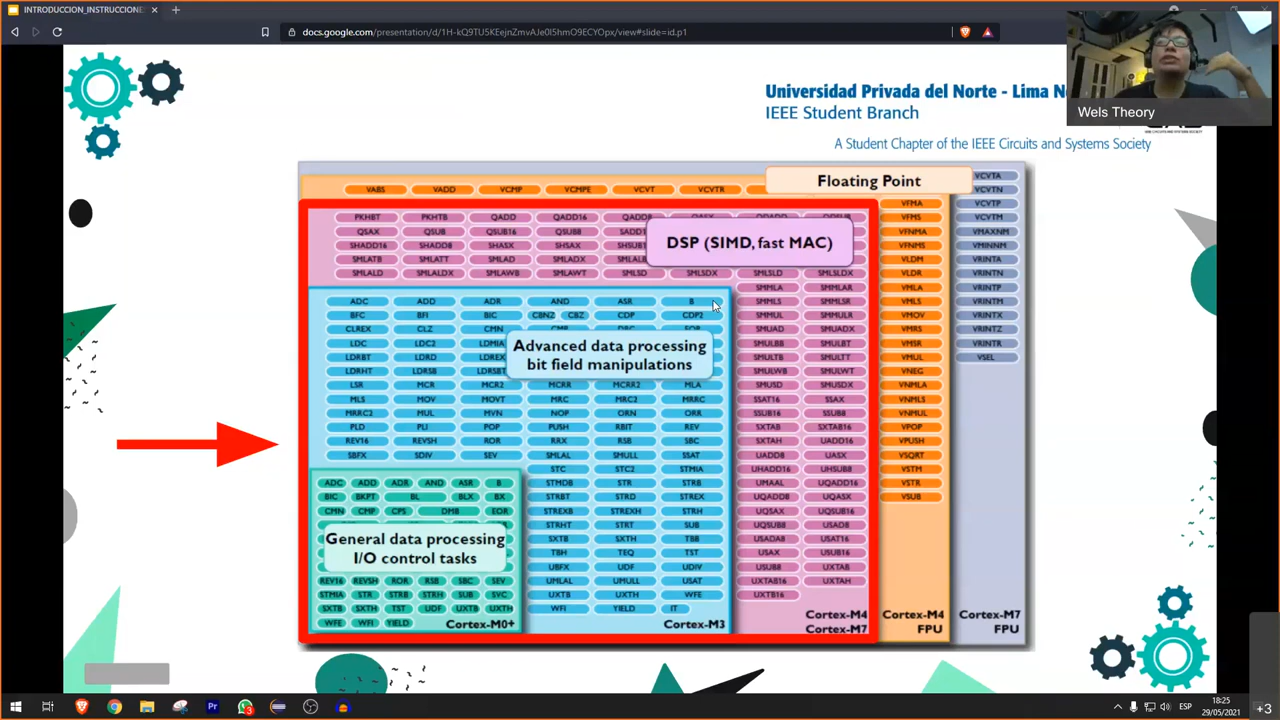 INTRODUCCION_INSTRUCCIONE
docs.google.com/presentation/d/1H-kQ9TU5KEejnZmvAJe0l5hmO9ECYOpx/view#slide=id.p1
Universidad Privada del Norte - Lima No
IEEE Student Branch
A Student Chapter of the IEEE Circuits and Systems Society
Wels Theory
Floating Point
VABS VADD VCMP VCMPE VCVT VCVTR
VCVTA
VCVTN
VCVTP
VCVTM
VMAXNM
VMINNM
VRINTA
VRINTN
VRINTP
VRINTM
VRINTX
VRINTZ
VRINTR
VSEL
VFMA
VFMS
VFNMA
VFNMS
VLDM
VLDR
VMLA
VMLS
VMOV
VMRS
VMSR
VMUL
VNEG
VNMLA
VNMLS
VNMUL
VPOP
VPUSH
VSQRT
VSTM
VSTR
VSUB
DSP (SIMD, fast MAC)
PKHBT PKHTB QADD QADD16 QADD8
QSAX QSUB QSUB16 QSUB8
SHADD16 SHADD8 SHASX SHSAX
SMLATB SMLATT SMLAD SMLADX
SMLALD SMLALDX SMLAWB SMLAWT SMLSD SMLSDX SMLSLD SMLSLDX
SMMLA SMMLAR
SMMLS SMMLSR
SMMUL SMMULR
SMUAD SMUADX
SMULBB SMULBT
SMULTB SMULTT
SMULWB SMULWT
SMUSD SMUSDX
SSAT16 SSAX
SSUB16 SSUB8
SXTAB SXTAB16
SXTAH UADD16
UADD8 UASX
UHADD16 UHSUB8
UMAAL UQADD16
UQADD8 UQASX
UQSAX UQSUB16
UQSUB8 USAD8
USADA8 USAT16
USAX USUB16
USUB8 UXTAB
UXTAB16 UXTAH
UXTB16
Advanced data processing
bit field manipulations
ADC ADD ADR AND ASR B
BFC BFI BIC CBNZ CBZ CDP CDP2
CLREX CLZ CMN
LDC LDC2 LDMIA
LDRBT LDRD LDREX
LDRHT LDRSB LDRSBT
LSR MCR MCR2 MCRR MCRR2 MLA
MLS MOV MOVT MRC MRC2 MRRC
MRRC2 MUL MVN NOP ORN ORR
PLD PLI POP PUSH RBIT REV
REV16 REVSH ROR RRX RSB SBC
SBFX SDIV SEV SMLAL SMULL SSAT
STC STC2 STMIA
STMDB STR STRB
STRBT STRD STREX
STREXB STREXH STRH
STRHT STRT SUB
SXTB SXTH TBB
TBH TEQ TST
UBFX UDF UDIV
UMLAL UMULL USAT
UXTB UXTH WFE
WFI YIELD IT
General data processing
I/O control tasks
ADC ADD ADR AND ASR B
BIC BKPT BL BLX BX
CMN CMP CPS DMB EOR
REV16 REVSH ROR RSB SBC SEV
STMIA STR STRB STRH SUB SVC
SXTB SXTH TST UDF UXTB UXTH
WFE WFI YIELD
Cortex-M0+
Cortex-M3
Cortex-M4
Cortex-M7
Cortex-M4
FPU
Cortex-M7
FPU
Pr
3
ESP
18:25
29/05/2021
+3